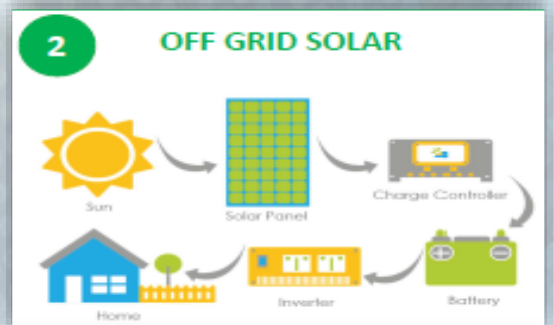 2
OFF GRID SOLAR
Sun
Solar Panel
Charge Controller
Home
Inverter
Battery